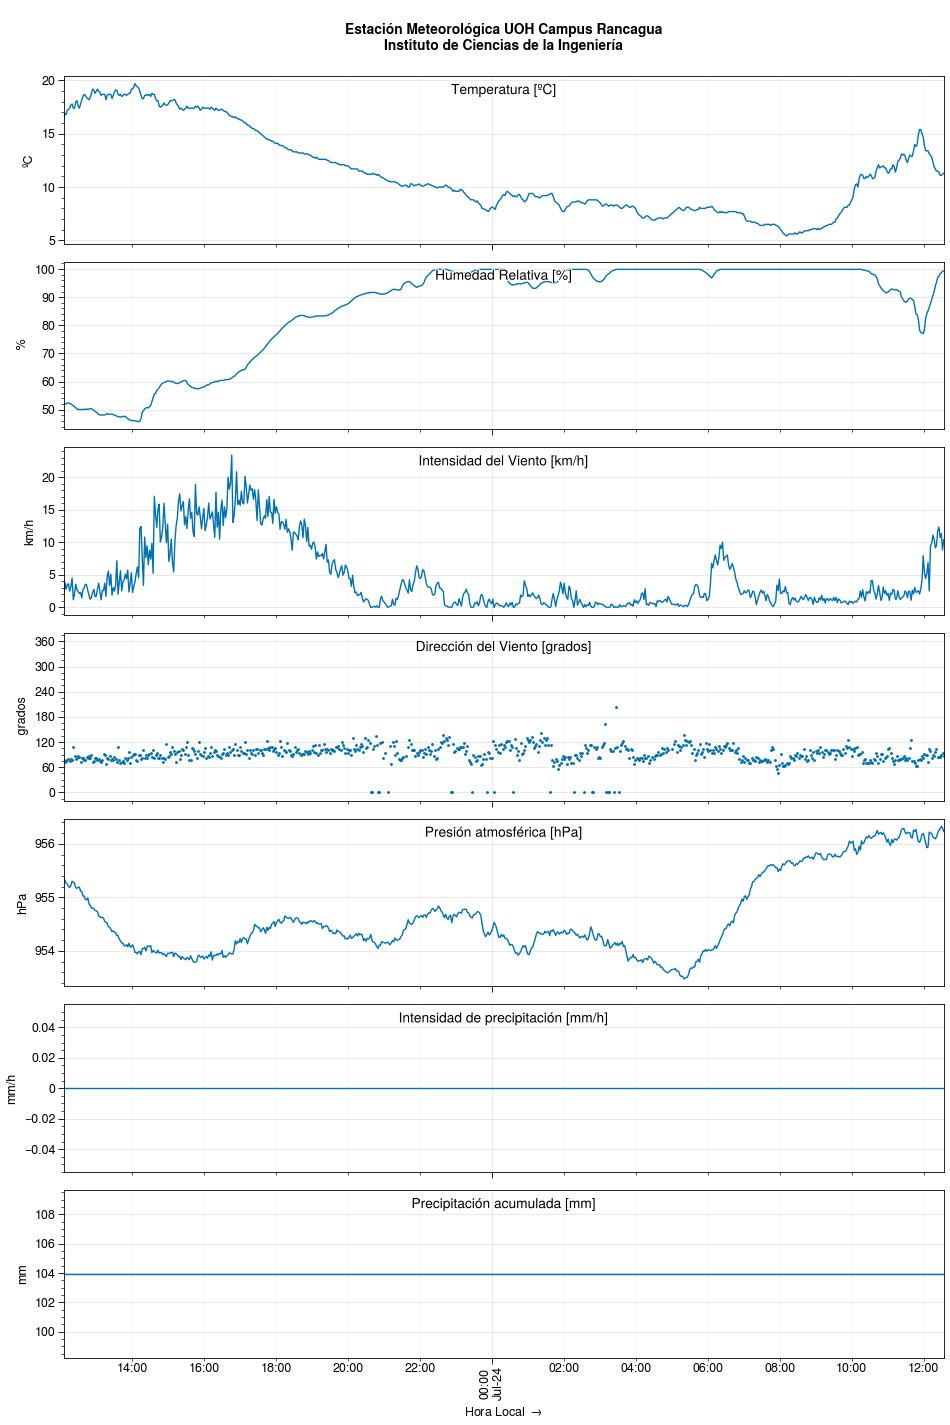 Estación Meteorológica UOH Campus Rancagua
Instituto de Ciencias de la Ingeniería
Temperatura [ºC]
20
15
10
5
ºC
Humedad Relativa [%]
100
90
80
70
60
50
%
Intensidad del Viento [km/h]
20
15
10
5
0
km/h
Dirección del Viento [grados]
360
300
240
180
120
60
0
grados
Presión atmosférica [hPa]
956
955
954
hPa
Intensidad de precipitación [mm/h]
0.04
0.02
0
−0.02
−0.04
mm/h
Precipitación acumulada [mm]
108
106
104
102
100
mm
14:00 16:00 18:00 20:00 22:00 00:00 02:00 04:00 06:00 08:00 10:00 12:00
Jul-24
Hora Local →